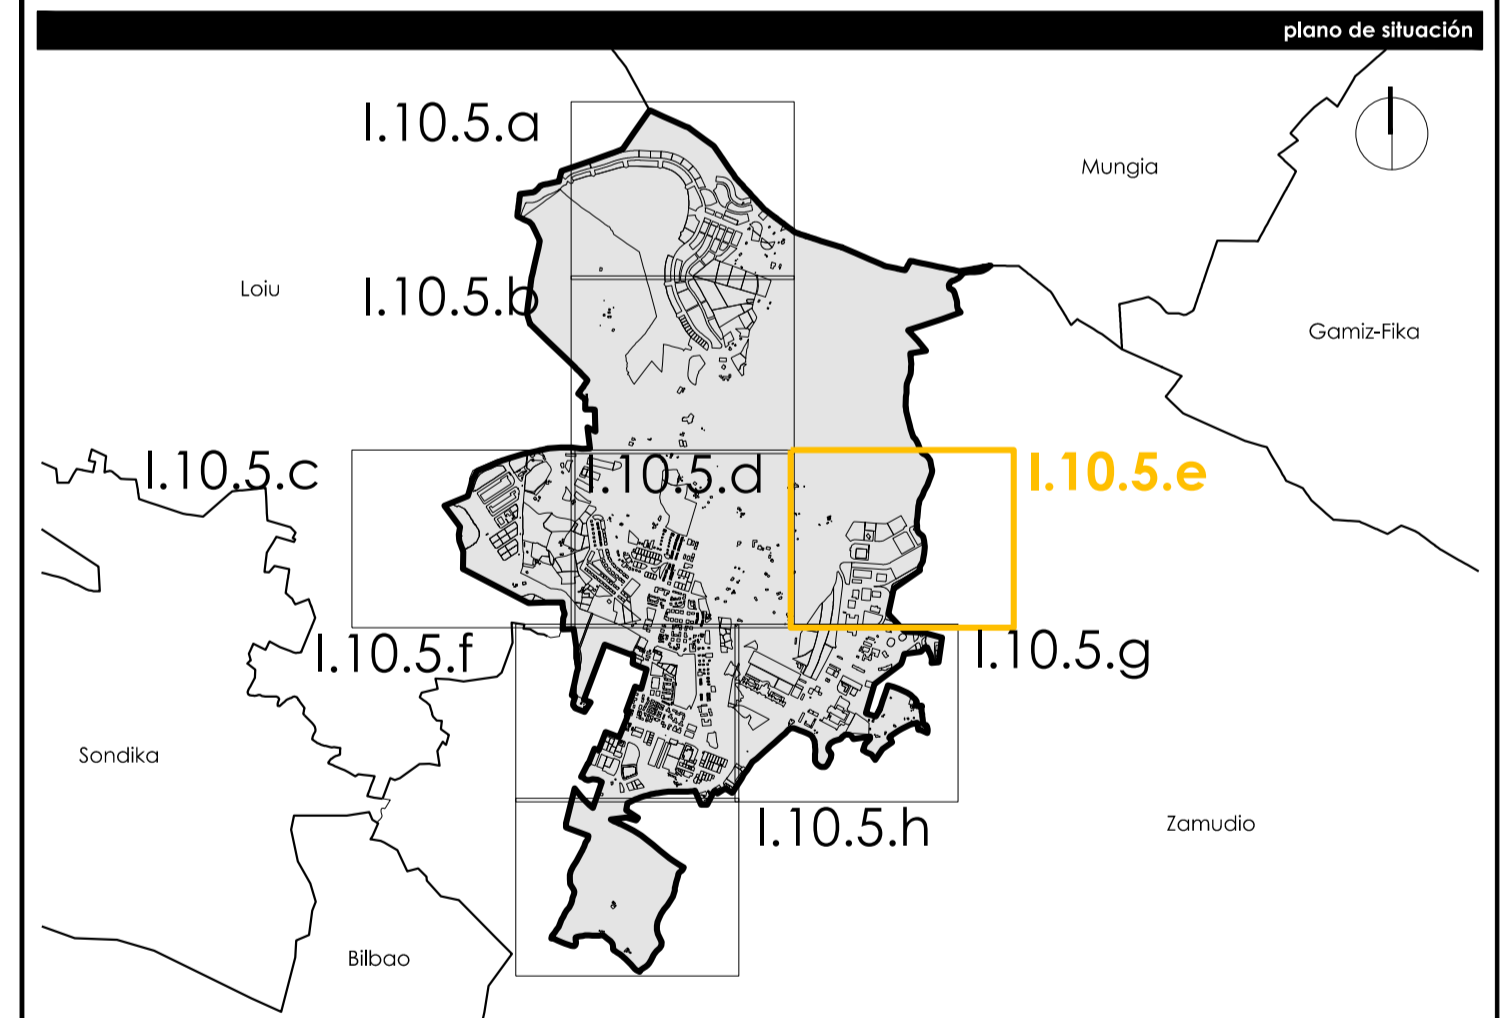 plano de situación
I.10.5.a
Mungia
Loiu
I.10.5.b
Gamiz-Fika
I.10.5.c
I.10.5.d
I.10.5.e
I.10.5.f
I.10.5.g
Sondika
I.10.5.h
Zamudio
Bilbao